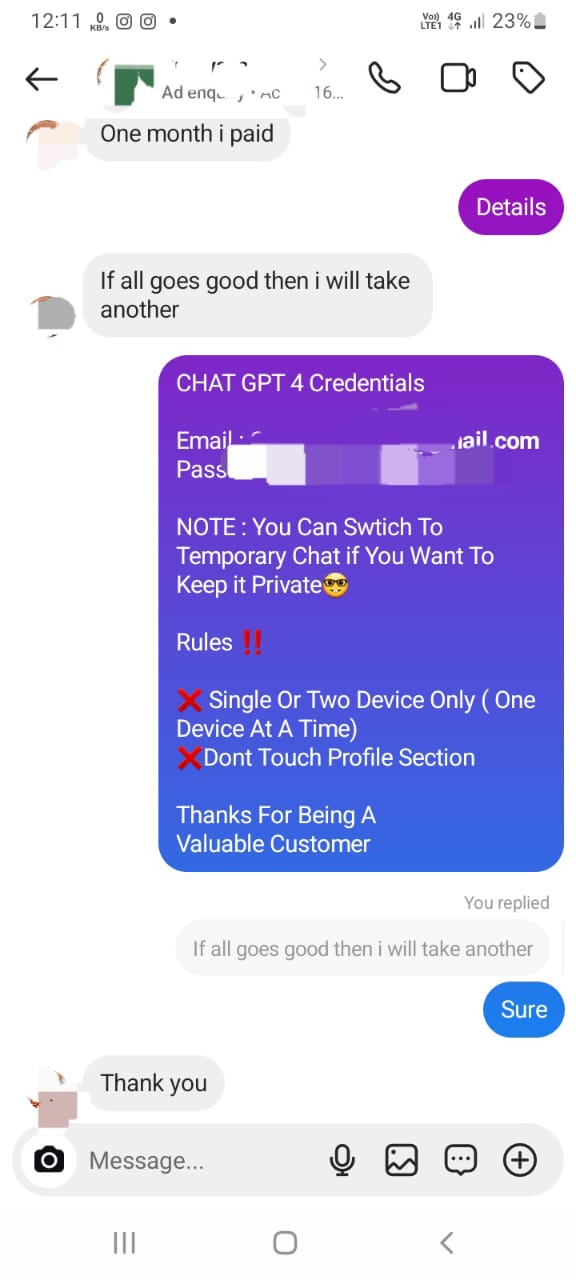 12:11
0
KB/s
Vo))
LTE1
4G
23%
Ad enq
16...
One month i paid
Details
If all goes good then i will take
another
CHAT GPT 4 Credentials
Email :
ail.com
Pass
NOTE : You Can Swtich To
Temporary Chat if You Want To
Keep it Private😎
Rules ‼️
❌ Single Or Two Device Only ( One
Device At A Time)
❌Dont Touch Profile Section
Thanks For Being A
Valuable Customer
You replied
If all goes good then i will take another
Sure
Thank you
Message...